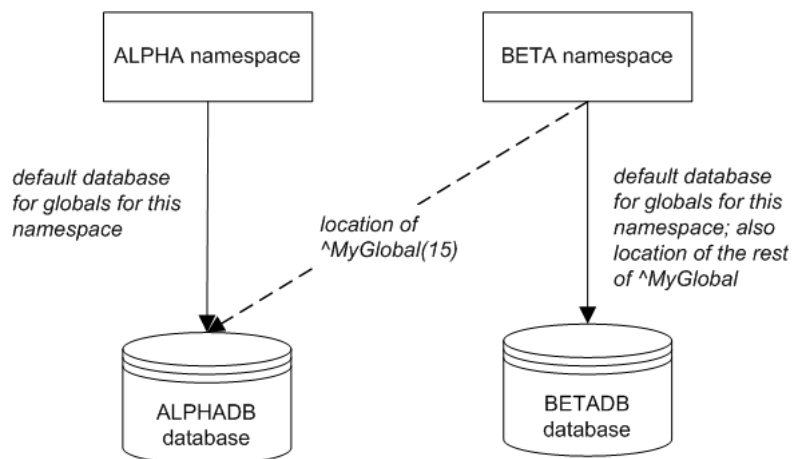 ALPHA namespace
BETA namespace
default database
for globals for this
namespace
location of
^MyGlobal(15)
default database
for globals for this
namespace; also
location of the rest
of ^MyGlobal
ALPHADB
database
BETADB
database